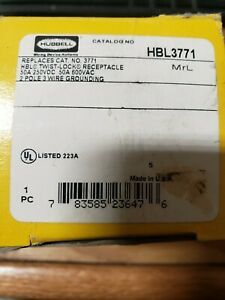 HUBBELL
Wiring Device-Kellems
CATALOG NO
HBL3771
MrL
REPLACES CAT. NO. 3771
HBL® TWIST-LOCK® RECEPTACLE
50A 250VDC 50A 600VAC
2 POLE 3 WIRE GROUNDING
UL LISTED 223A
5
Made in U.S.A.
1
PC
7 83585 23647 6